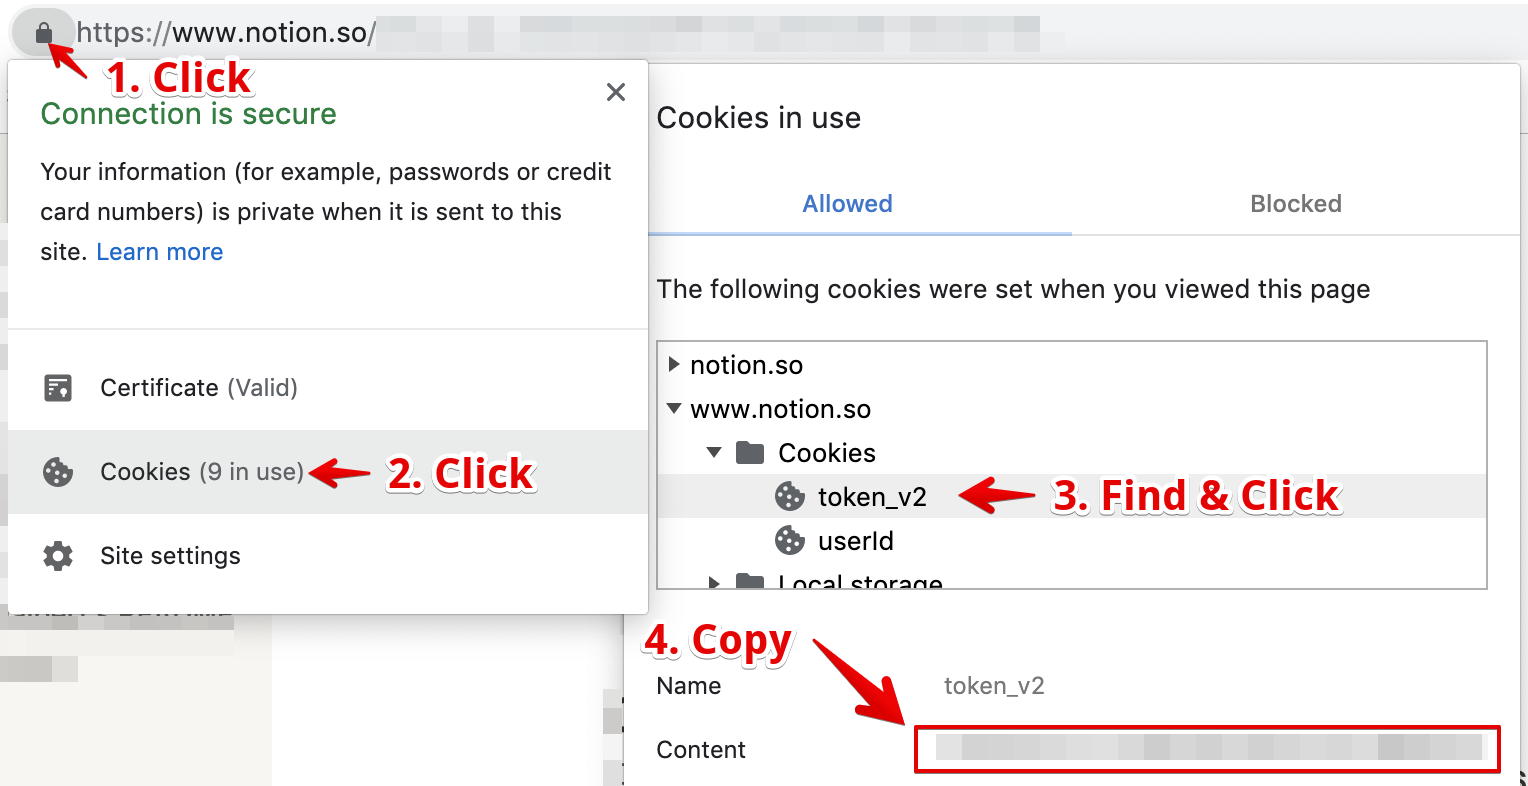 https://www.notion.so/
1. Click
Connection is secure
Your information (for example, passwords or credit
card numbers) is private when it is sent to this
site. Learn more
Certificate (Valid)
Cookies (9 in use)
2. Click
Site settings
Cookies in use
Allowed
Blocked
The following cookies were set when you viewed this page
notion.so
www.notion.so
Cookies
token_v2
3. Find & Click
userId
Local storage
4. Copy
Name
token_v2
Content